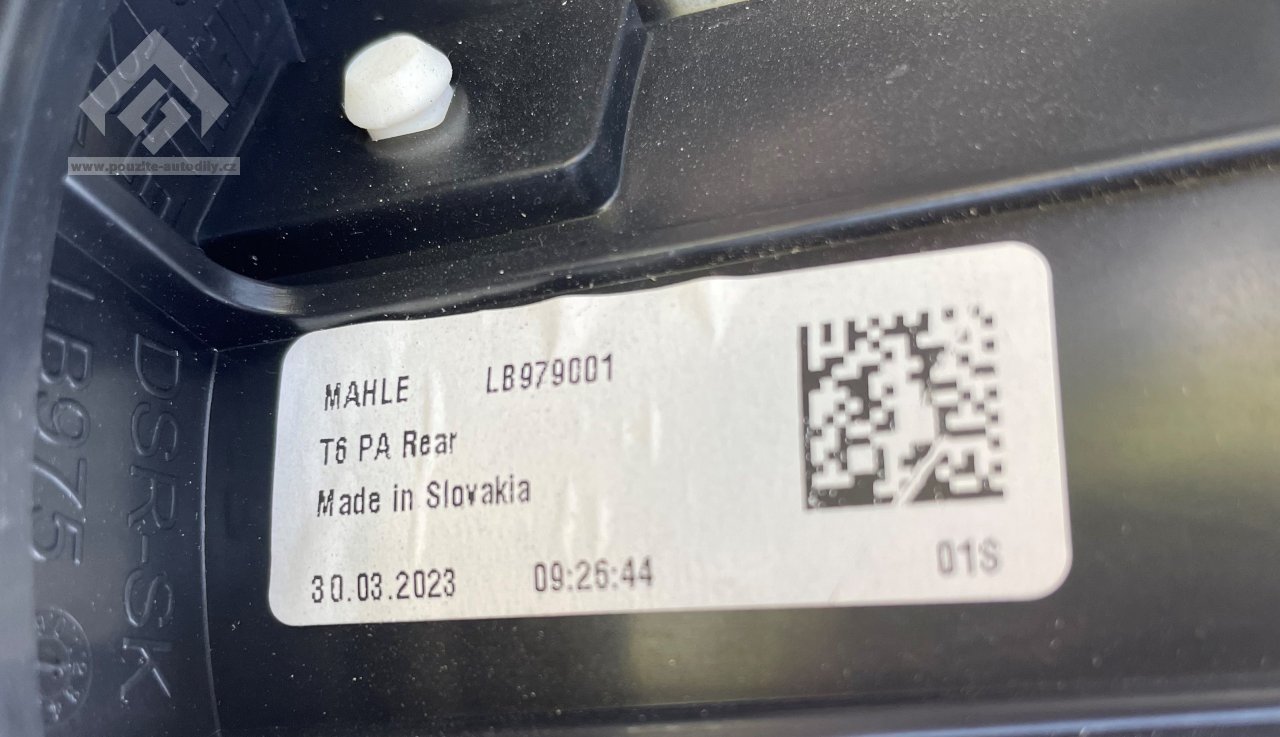 www.pouzite-autodily.cz
MAHLE LB979001
T6 PA Rear
Made in Slovakia
30.03.2023 09:26:44 01S
DSR-SK
LB975